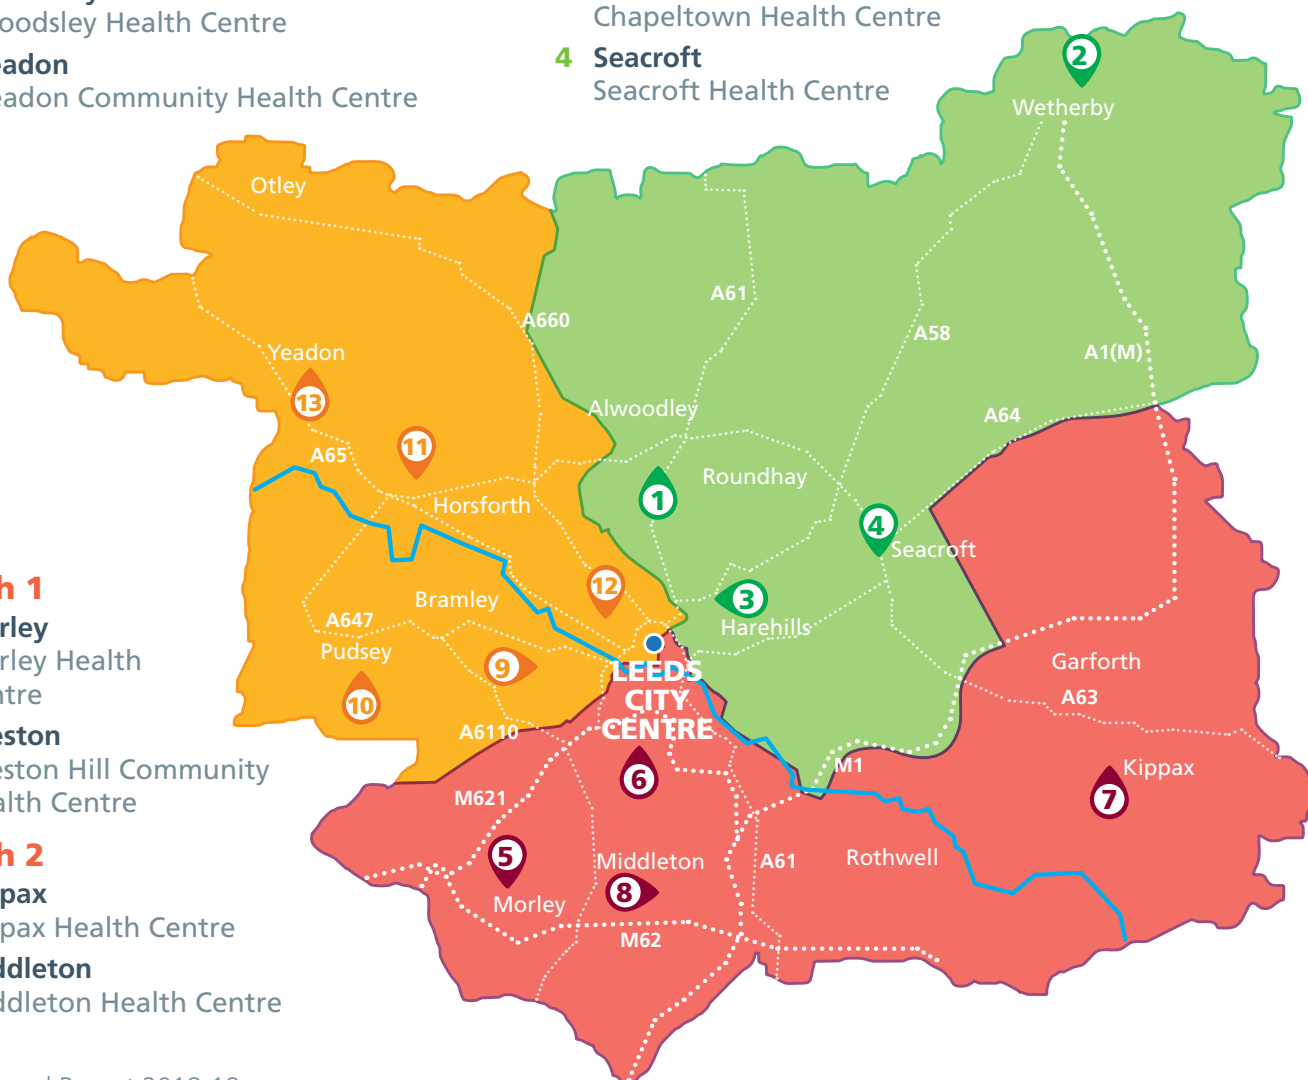 oodsley Health Centre
eadon
eadon Community Health Centre
Chapeltown Health Centre
4 Seacroft
Seacroft Health Centre
2
Wetherby
Otley
A61
A660
A58
A1(M)
Yeadon
13
Alwoodley
A64
11
A65
Roundhay
1
Horsforth
4
Seacroft
12
Bramley
3
Harehills
A647
Pudsey
9
10
LEEDS
CITY
CENTRE
Garforth
A63
A6110
M1
6
Kippax
7
M621
5
Middleton
A61
Rothwell
8
Morley
M62
h 1
rley
rley Health
ntre
eston
eston Hill Community
alth Centre
h 2
pax
pax Health Centre
ddleton
ddleton Health Centre